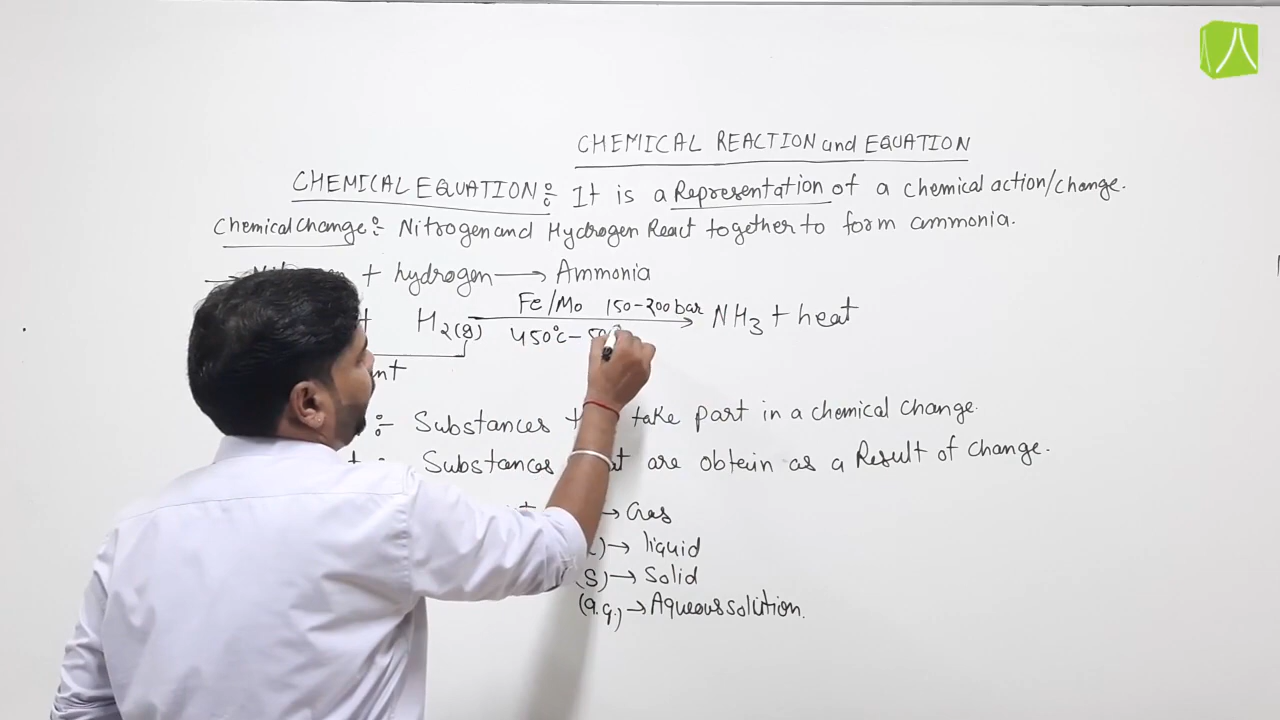 CHEMICAL REACTION and EQUATION
CHEMICAL EQUATION :- It is a Representation of a chemical action/change.
Chemical Change :- Nitrogen and Hydrogen React together to form ammonia.
+ hydrogen → Ammonia
Fe/Mo 150-200 bar
H2(g) → NH3 + heat
450°C -
:- Substances take part in a chemical change.
:- Substances are obtein as a Result of change.
→ Gas
→ liquid
(S) → Solid
(a.q.) → Aqueous solution.